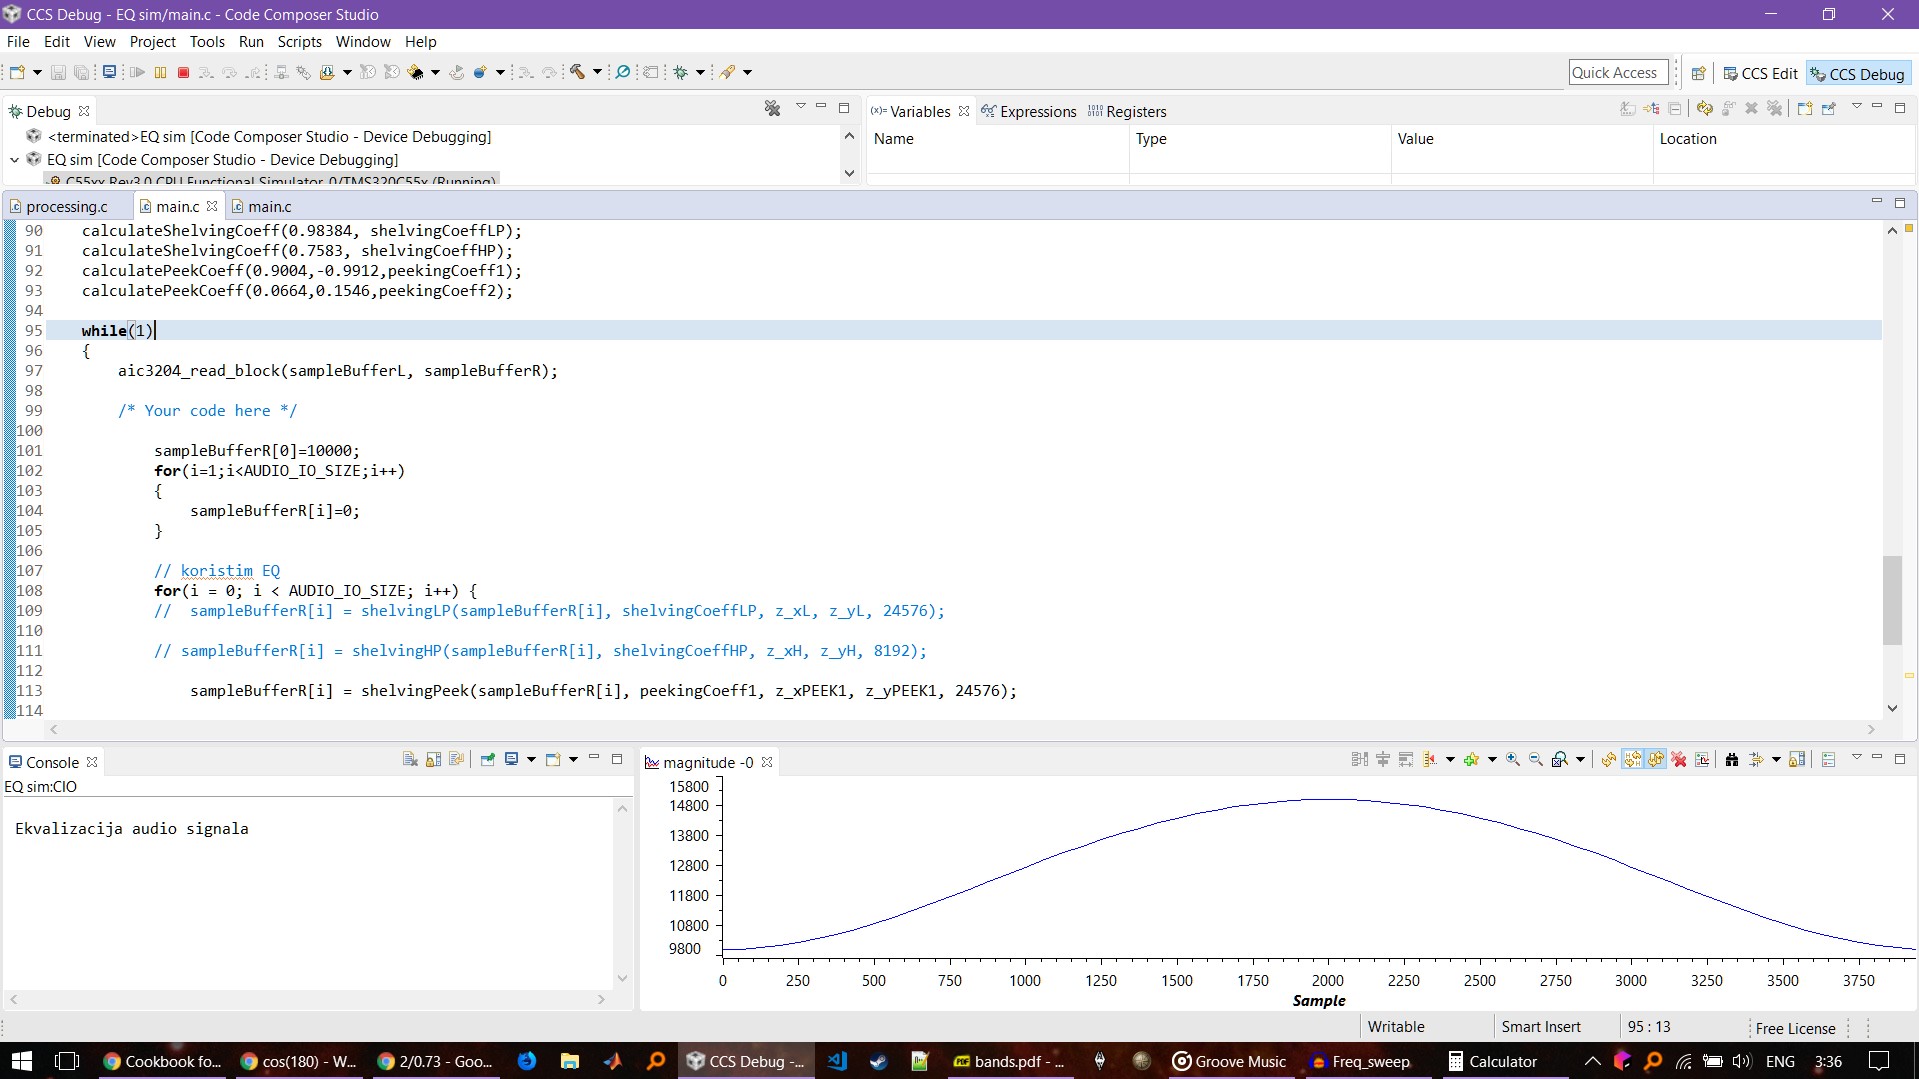 CCS Debug - EQ sim/main.c - Code Composer Studio
File Edit View Project Tools Run Scripts Window Help
Quick Access CCS Edit CCS Debug
Debug
<terminated>EQ sim [Code Composer Studio - Device Debugging]
EQ sim [Code Composer Studio - Device Debugging]
C55xx Rev3.0 CPU Functional Simulator_0/TMS320C55x (Running)
(x)= Variables Expressions Registers
Name Type Value Location
processing.c main.c main.c
90 calculateShelvingCoeff(0.98384, shelvingCoeffLP);
91 calculateShelvingCoeff(0.7583, shelvingCoeffHP);
92 calculatePeekCoeff(0.9004,-0.9912,peekingCoeff1);
93 calculatePeekCoeff(0.0664,0.1546,peekingCoeff2);
94
95 while(1)
96 {
97 aic3204_read_block(sampleBufferL, sampleBufferR);
98
99 /* Your code here */
100
101 sampleBufferR[0]=10000;
102 for(i=1;i<AUDIO_IO_SIZE;i++)
103 {
104 sampleBufferR[i]=0;
105 }
106
107 // koristim EQ
108 for(i = 0; i < AUDIO_IO_SIZE; i++) {
109 // sampleBufferR[i] = shelvingLP(sampleBufferR[i], shelvingCoeffLP, z_xL, z_yL, 24576);
110
111 // sampleBufferR[i] = shelvingHP(sampleBufferR[i], shelvingCoeffHP, z_xH, z_yH, 8192);
112
113 sampleBufferR[i] = shelvingPeek(sampleBufferR[i], peekingCoeff1, z_xPEEK1, z_yPEEK1, 24576);
114
Console
EQ sim:CIO
Ekvalizacija audio signala
magnitude -0
15800
14800
13800
12800
11800
10800
9800
0 250 500 750 1000 1250 1500 1750 2000 2250 2500 2750 3000 3250 3500 3750
Sample
Writable Smart Insert 95 : 13 Free License
Cookbook fo... cos(180) - W... 2/0.73 - Goo... CCS Debug -... bands.pdf - ... Groove Music Freq_sweep Calculator ENG 3:36